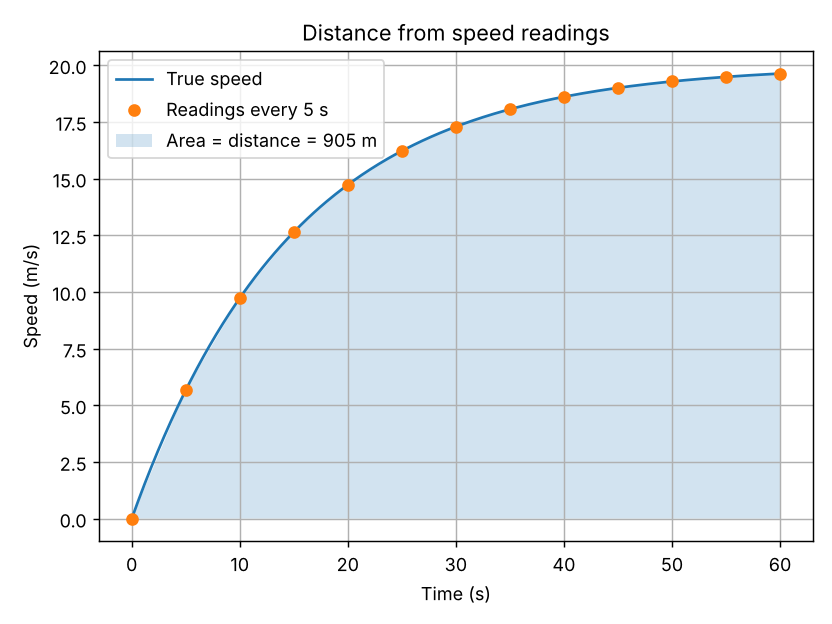 Distance from speed readings
True speed
Readings every 5 s
Area = distance = 905 m
Speed (m/s)
20.0
17.5
15.0
12.5
10.0
7.5
5.0
2.5
0.0
0 10 20 30 40 50 60
Time (s)